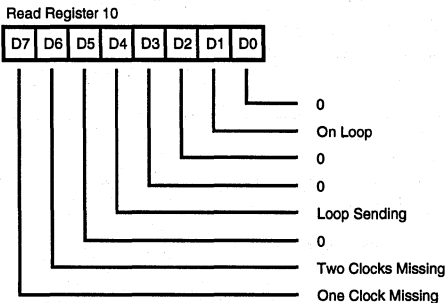 Read Register 10
D7 D6 D5 D4 D3 D2 D1 D0
0
On Loop
0
0
Loop Sending
0
Two Clocks Missing
One Clock Missing